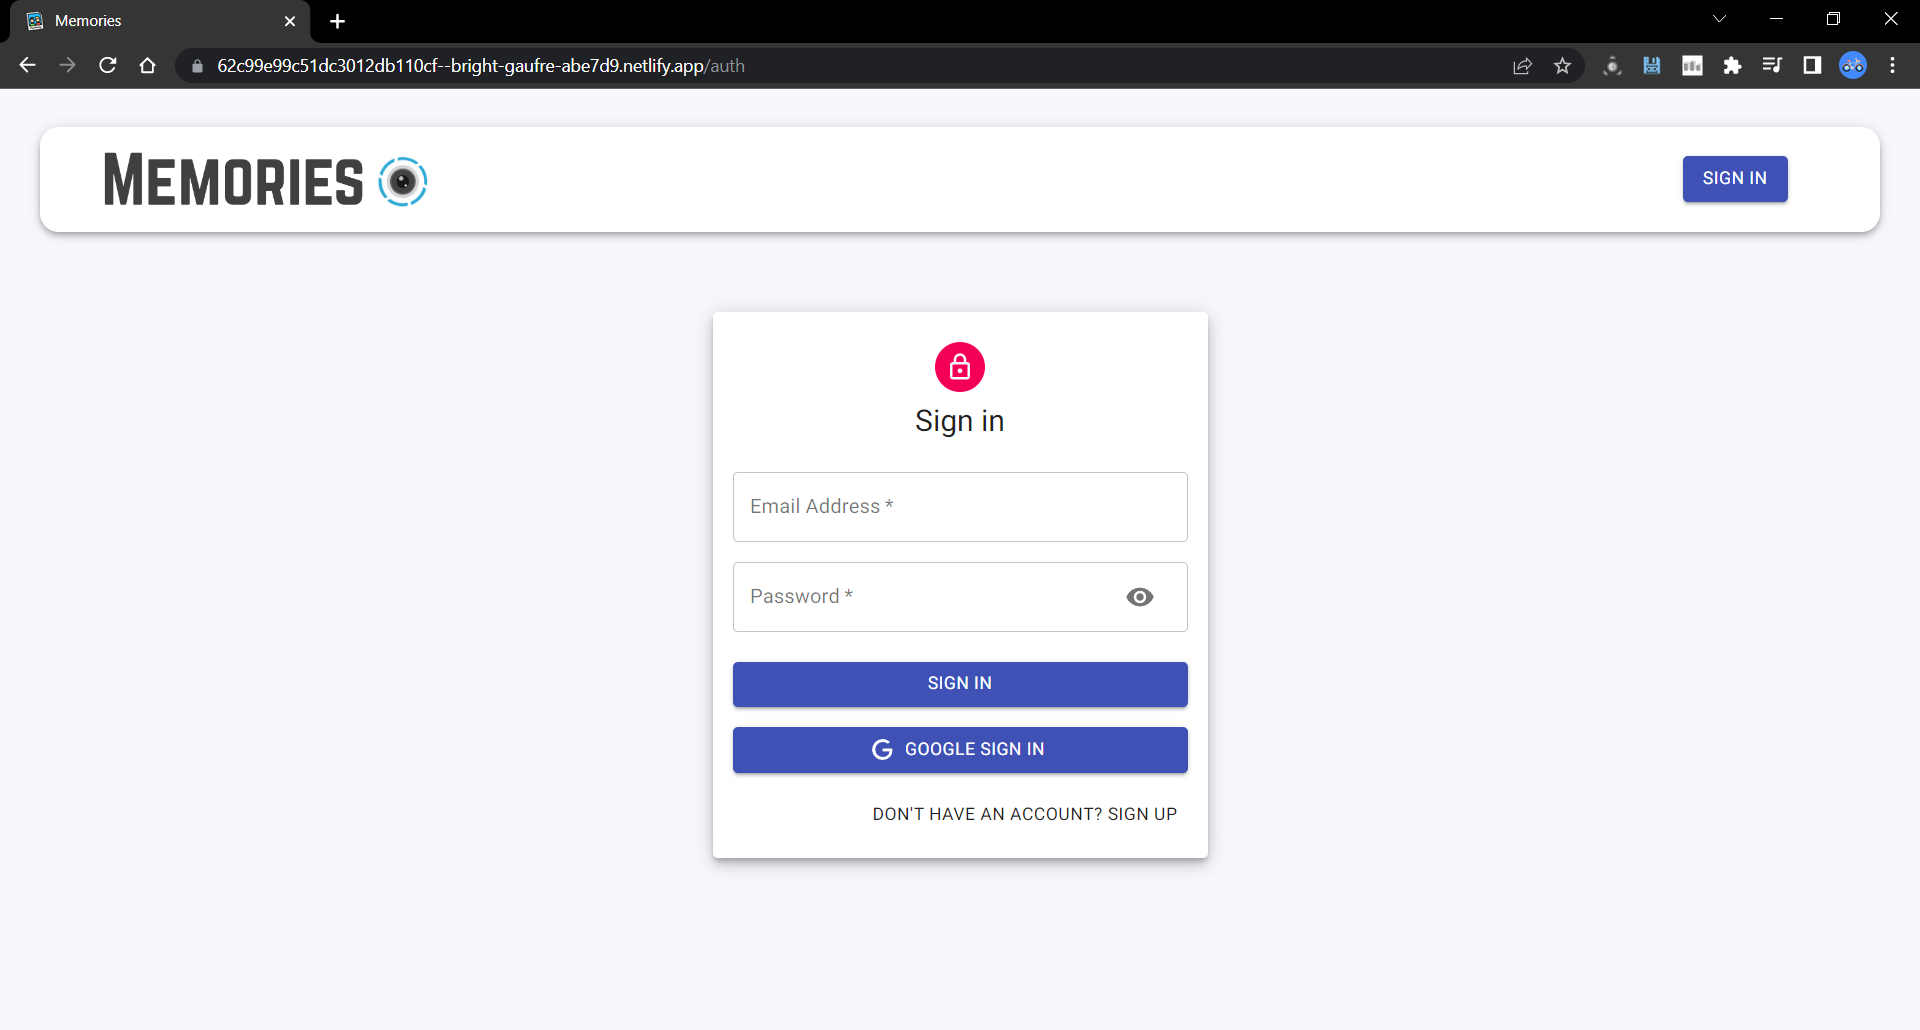 Memories
62c99e99c51dc3012db110cf--bright-gaufre-abe7d9.netlify.app/auth
MEMORIES
SIGN IN
Sign in
Email Address *
Password *
SIGN IN
GOOGLE SIGN IN
DON'T HAVE AN ACCOUNT? SIGN UP